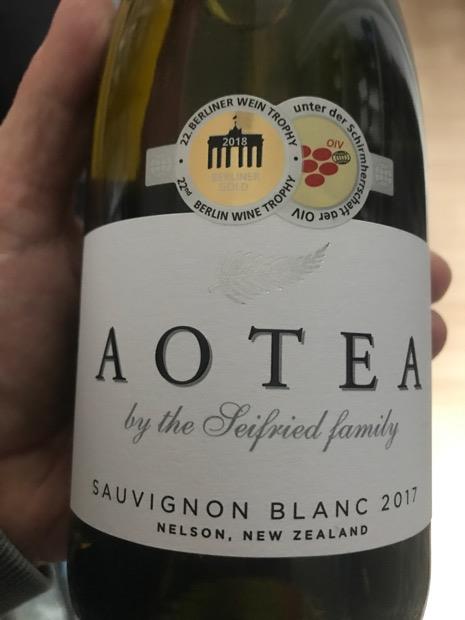 22. BERLINER WEIN TROPHY
2018
BERLINER
GOLD
22nd BERLIN WINE TROPHY
unter der Schirmherschaft der OIV
OIV
AOTEA
by the Seifried family
SAUVIGNON BLANC 2017
NELSON, NEW ZEALAND